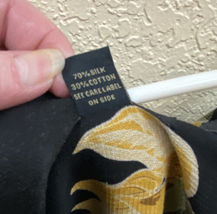 70% SILK
30% COTTON
SEE CARE LABEL
ON SIDE